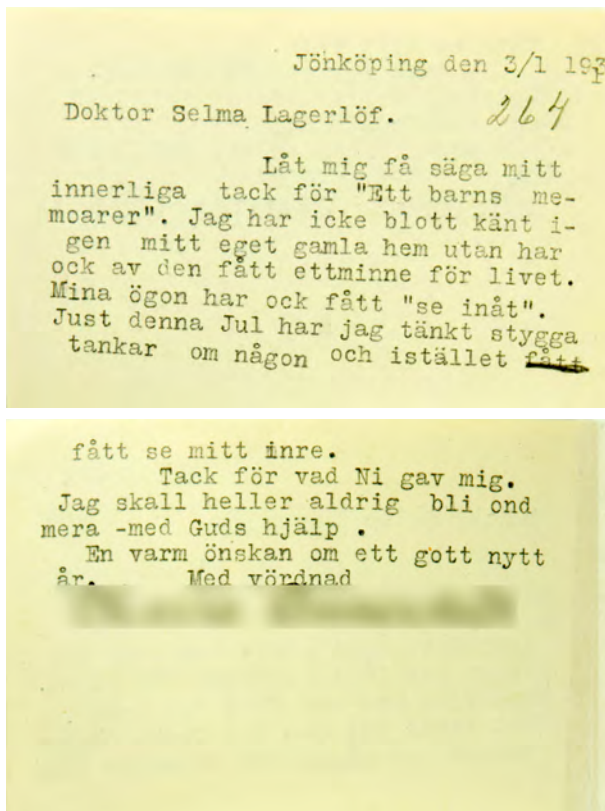 Jönköping den 3/1 1931
264
Doktor Selma Lagerlöf.
Låt mig få säga mitt
innerliga tack för "Ett barns me-
moarer". Jag har icke blott känt i-
gen mitt eget gamla hem utan har
ock av den fått ettminne för livet.
Mina ögon har ock fått "se inåt".
Just denna Jul har jag tänkt stygga
tankar om någon och istället fått
fått se mitt inre.
Tack för vad Ni gav mig.
Jag skall heller aldrig bli ond
mera -med Guds hjälp .
En varm önskan om ett gott nytt
år. Med vördnad